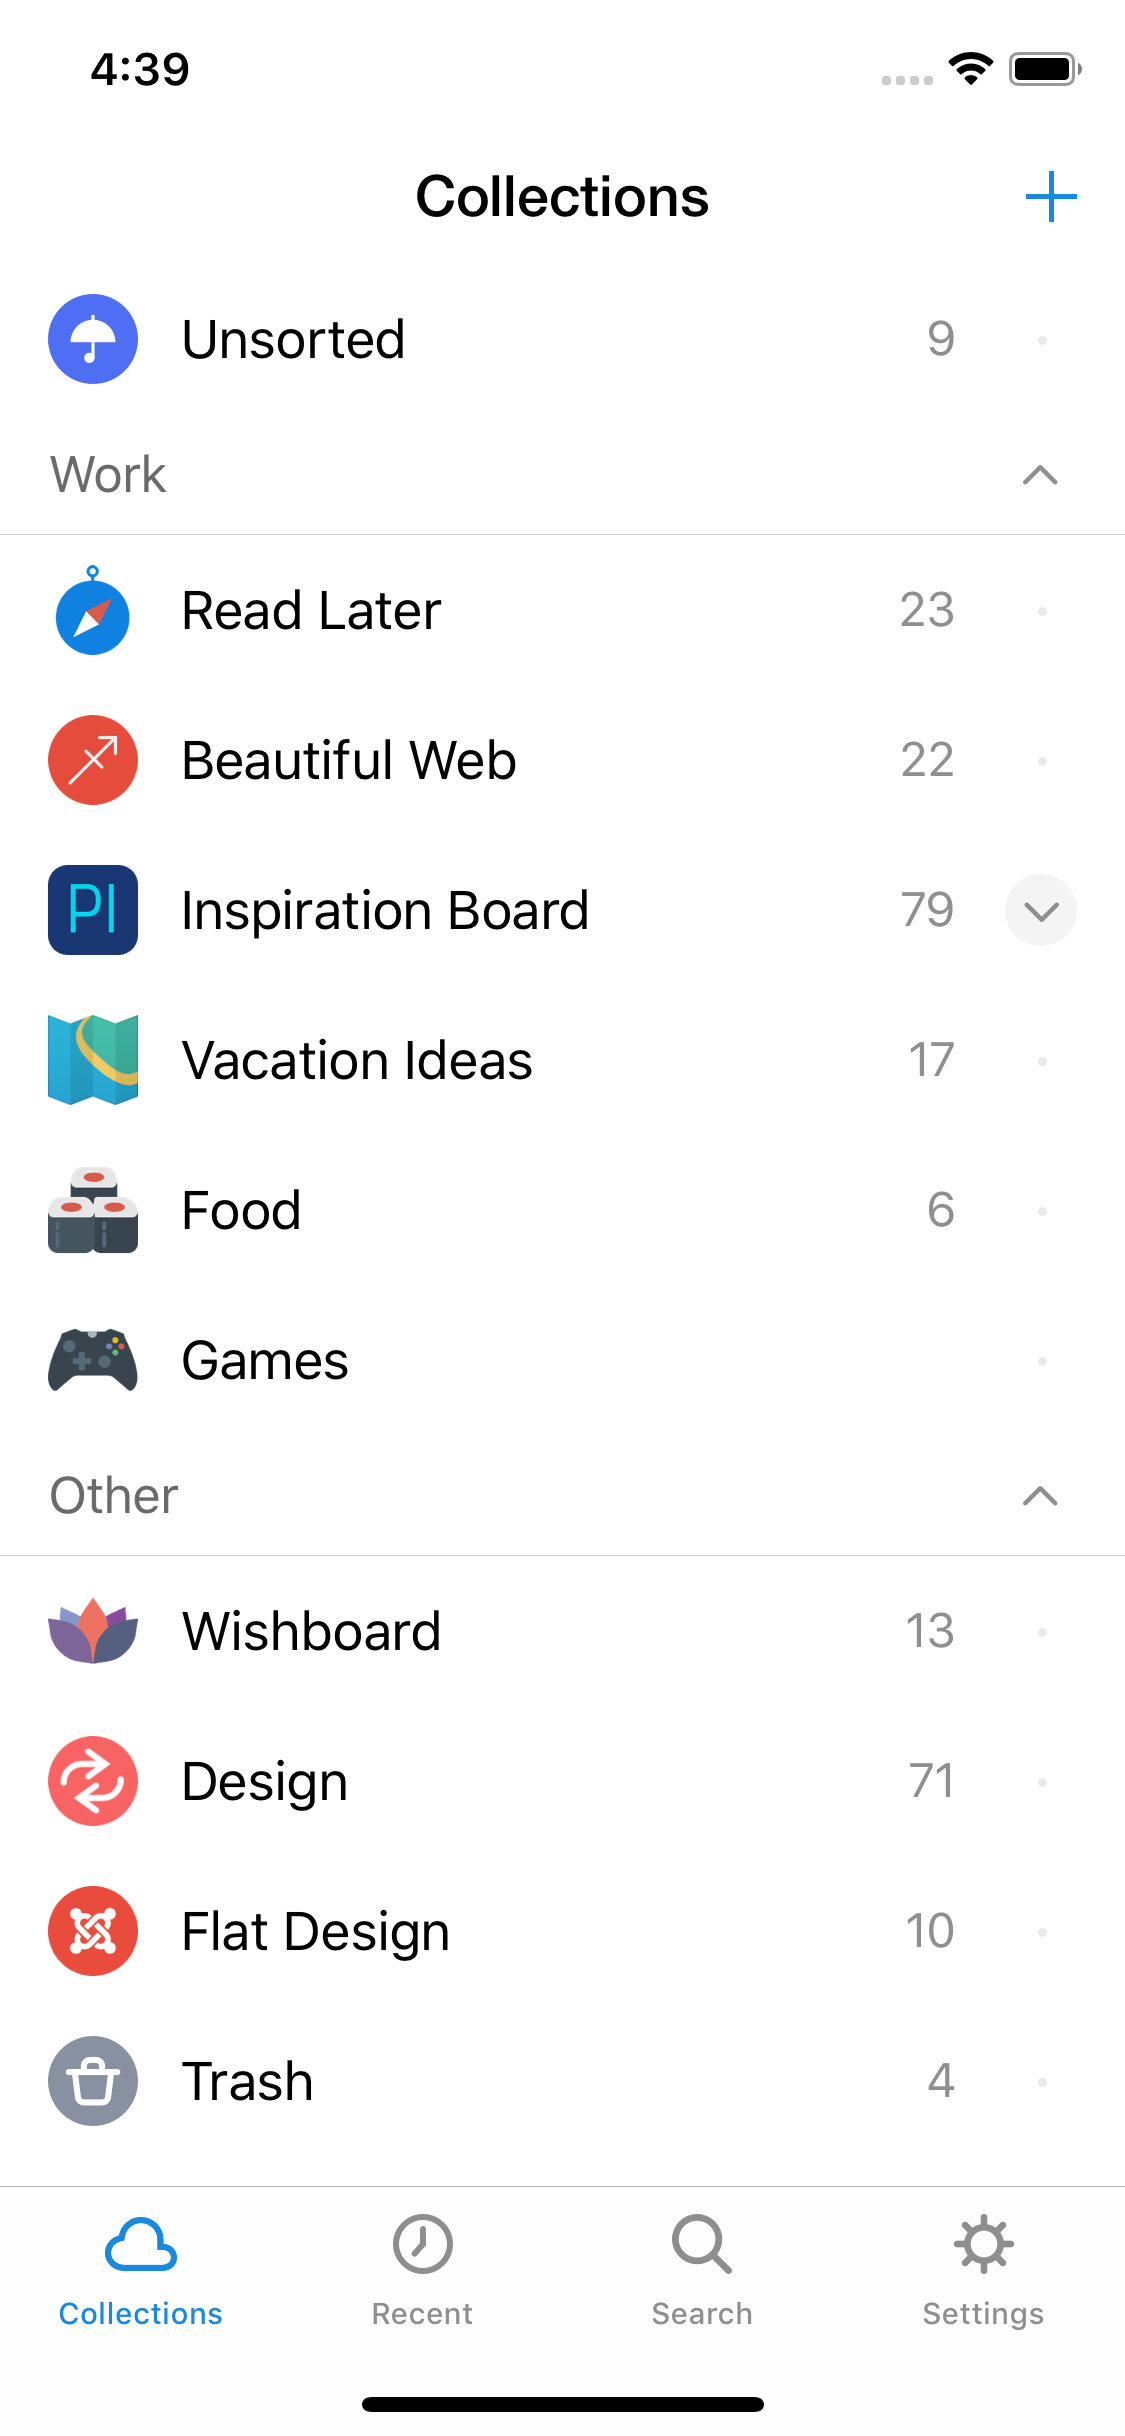 4:39
Collections
Unsorted 9
Work
Read Later 23
Beautiful Web 22
PI Inspiration Board 79
Vacation Ideas 17
Food 6
Games
Other
Wishboard 13
Design 71
Flat Design 10
Trash 4
Collections Recent Search Settings